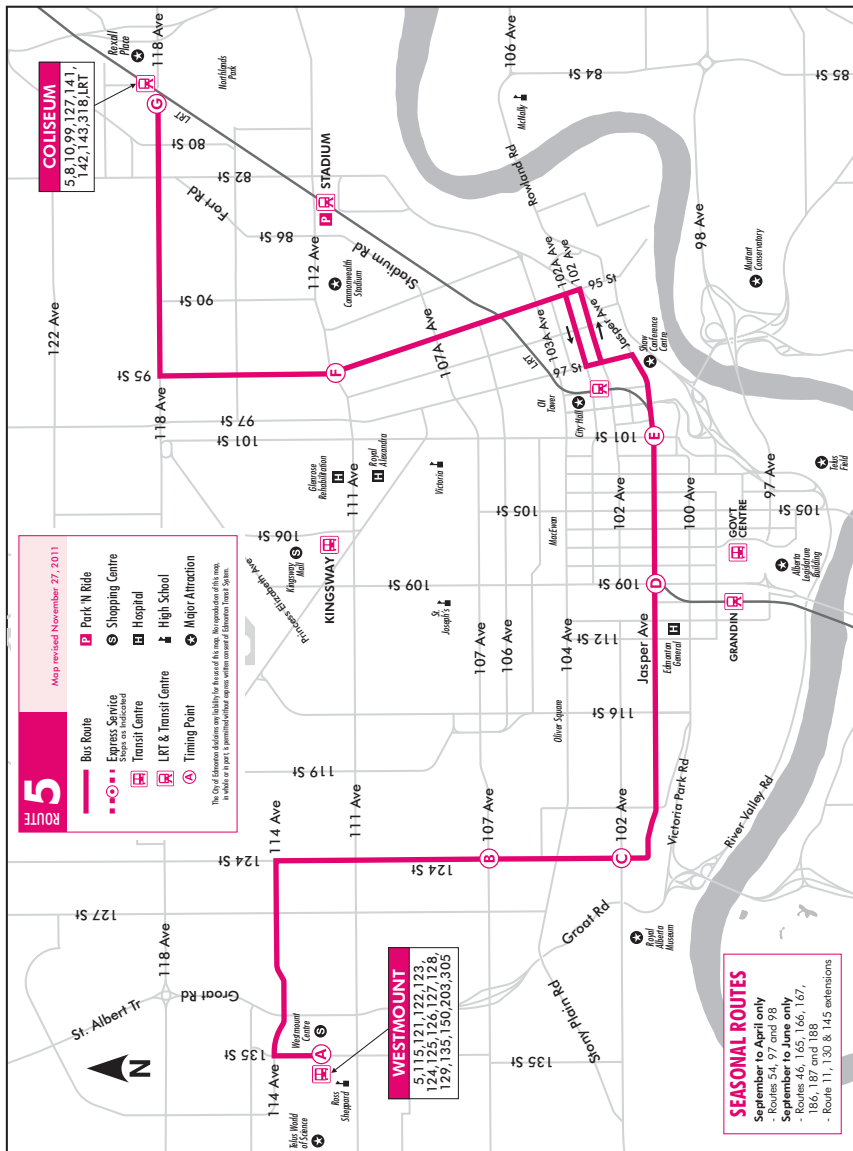 ROUTE 5
Map revised November 27, 2011
Bus Route
Express Service
Stops as Indicated
Transit Centre
LRT & Transit Centre
A Timing Point
P Park 'N Ride
S Shopping Centre
H Hospital
High School
Major Attraction
The City of Edmonton disclaims any liability for the use of this map. No reproduction of this map,
in whole or in part, is permitted without express written consent of Edmonton Transit System.
N
COLISEUM
5,8,10,99,127,141,
142,143,318,LRT
WESTMOUNT
5,115,121,122,123,
124,125,126,127,128,
129,135,150,203,305
SEASONAL ROUTES
September to April only
- Routes 54, 97 and 98
September to June only
- Routes 46, 165, 166, 167,
186, 187 and 188
- Route 11, 130 & 145 extensions
St. Albert Tr
118 Ave
Groat Rd
127 St
124 St
114 Ave
114 Ave
135 St
Westmount
Centre
S
A
Ross
Sheppard
Telus World
of Science
111 Ave
119 St
124 St
107 Ave
B
102 Ave
C
Groat Rd
Stony Plain Rd
135 St
Royal
Alberta
Museum
Victoria Park Rd
River Valley Rd
122 Ave
118 Ave
95 St
97 St
101 St
90 St
Fort Rd
82 St
80 St
86 St
118 Ave
Rexall
Place
G
LRT
Northlands
Park
112 Ave
P
STADIUM
Commonwealth
Stadium
Stadium Rd
F
107A Ave
Glenrose
Rehabilitation
H
111 Ave
H
Royal
Alexandra
Victoria
106 St
Kingsway
Mall
S
KINGSWAY
Princess Elizabeth Ave
109 St
St.
Joseph's
107 Ave
106 Ave
105 St
MacEwan
104 Ave
112 St
Oliver Square
116 St
Jasper Ave
109 St
D
Edmonton
General
H
GRANDIN
GOV'T
CENTRE
Alberta
Legislature
Building
102 Ave
100 Ave
97 Ave
105 St
Telus
Field
101 St
E
City Hall
CN
Tower
LRT
103A Ave
102A Ave
102 Ave
97 St
95 St
Jasper Ave
Shaw
Conference
Centre
Rowland Rd
McNally
106 Ave
84 St
85 St
98 Ave
Muttart
Conservatory